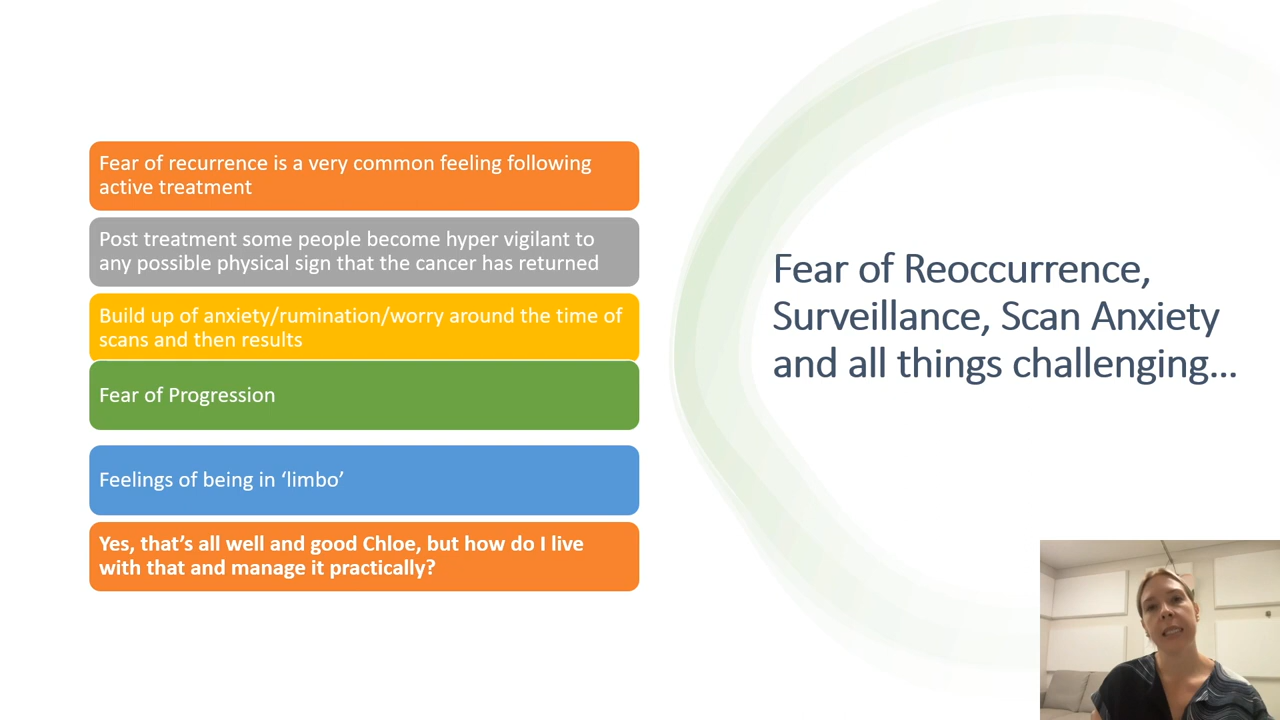 Fear of recurrence is a very common feeling following
active treatment
Post treatment some people become hyper vigilant to
any possible physical sign that the cancer has returned
Build up of anxiety/rumination/worry around the time of
scans and then results
Fear of Progression
Feelings of being in ‘limbo’
Yes, that’s all well and good Chloe, but how do I live
with that and manage it practically?
Fear of Reoccurrence,
Surveillance, Scan Anxiety
and all things challenging…